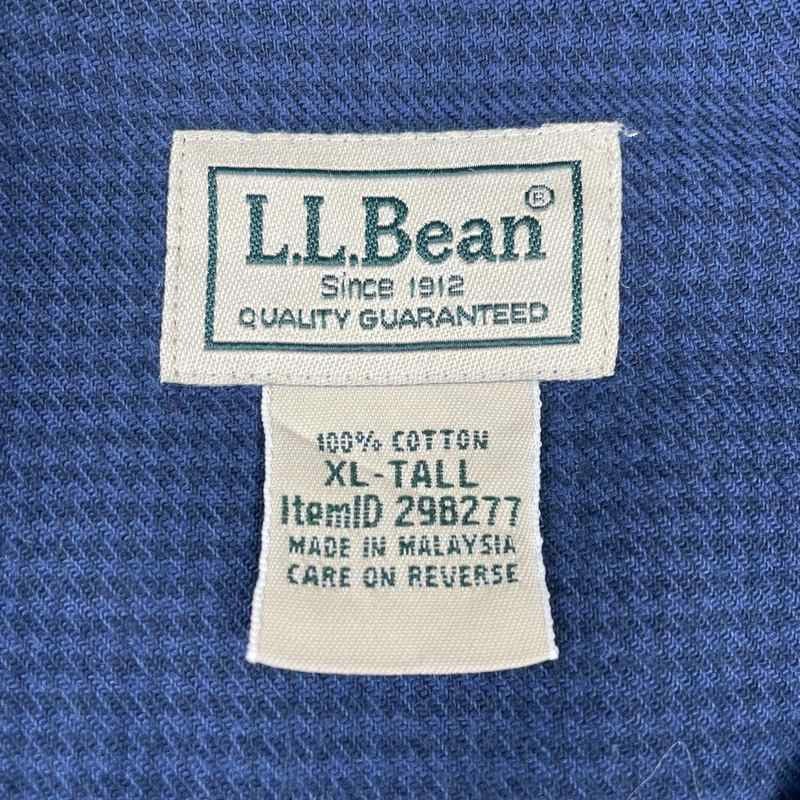 L.L.Bean®
Since 1912
QUALITY GUARANTEED
100% COTTON
XL-TALL
ItemID 298277
MADE IN MALAYSIA
CARE ON REVERSE